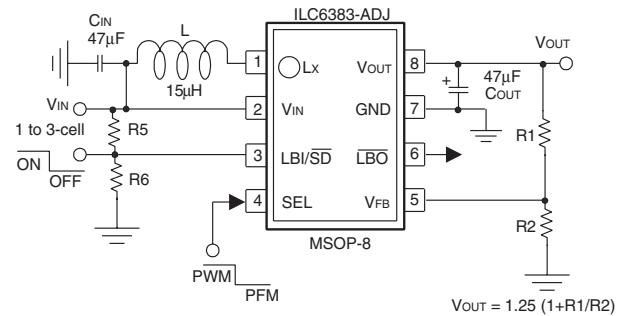 ILC6383-ADJ
CIN
47µF
L
15µH
1
LX
VOUT
8
VOUT
+
47µF
COUT
VIN
2
VIN
GND
7
1 to 3-cell
R5
R1
ON
OFF
3
LBI/S̅D̅
L̅B̅O̅
6
R6
4
SEL
VFB
5
R2
MSOP-8
PWM
PFM
VOUT = 1.25 (1+R1/R2)